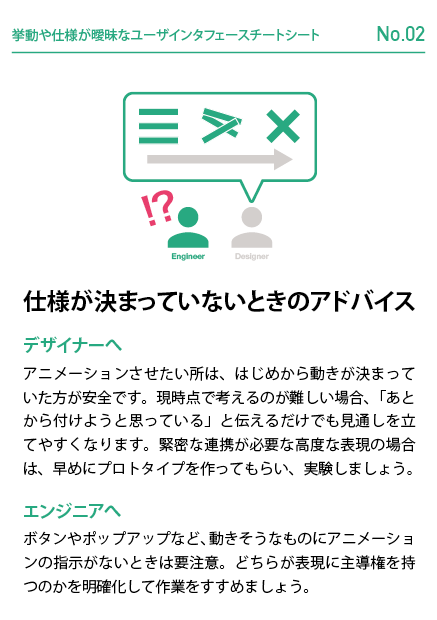 挙動や仕様が曖昧なユーザインタフェースチートシート
No.02
!?
Engineer
Designer
仕様が決まっていないときのアドバイス
デザイナーへ
アニメーションさせたい所は、はじめから動きが決まって
いた方が安全です。現時点で考えるのが難しい場合、「あと
から付けようと思っている」と伝えるだけでも見通しを立
てやすくなります。緊密な連携が必要な高度な表現の場合
は、早めにプロトタイプを作ってもらい、実験しましょう。
エンジニアへ
ボタンやポップアップなど、動きそうなものにアニメーショ
ンの指示がないときは要注意。どちらが表現に主導権を持
つのかを明確化して作業をすすめましょう。